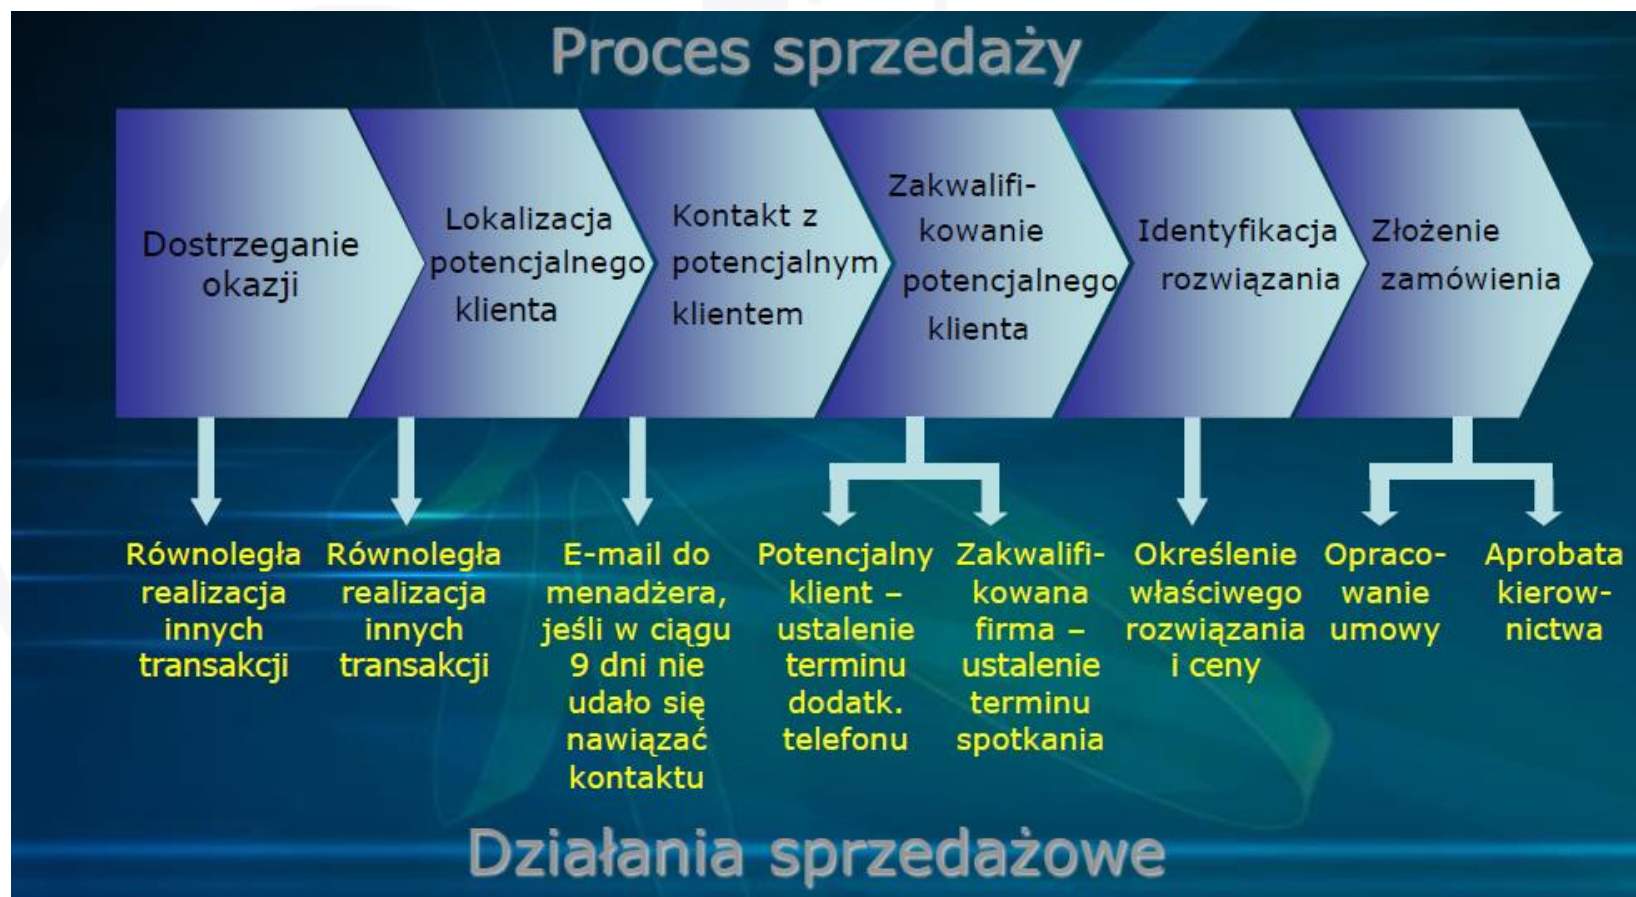 Proces sprzedaży
Dostrzeganie
okazji
Lokalizacja
potencjalnego
klienta
Kontakt z
potencjalnym
klientem
Zakwalifi-
kowanie
potencjalnego
klienta
Identyfikacja
rozwiązania
Złożenie
zamówienia
Równoległa
realizacja
innych
transakcji
Równoległa
realizacja
innych
transakcji
E-mail do
menadżera,
jeśli w ciągu
9 dni nie
udało się
nawiązać
kontaktu
Potencjalny
klient –
ustalenie
terminu
dodatk.
telefonu
Zakwalifi-
kowana
firma –
ustalenie
terminu
spotkania
Określenie
właściwego
rozwiązania
i ceny
Opraco-
wanie
umowy
Aprobata
kierow-
nictwa
Działania sprzedażowe